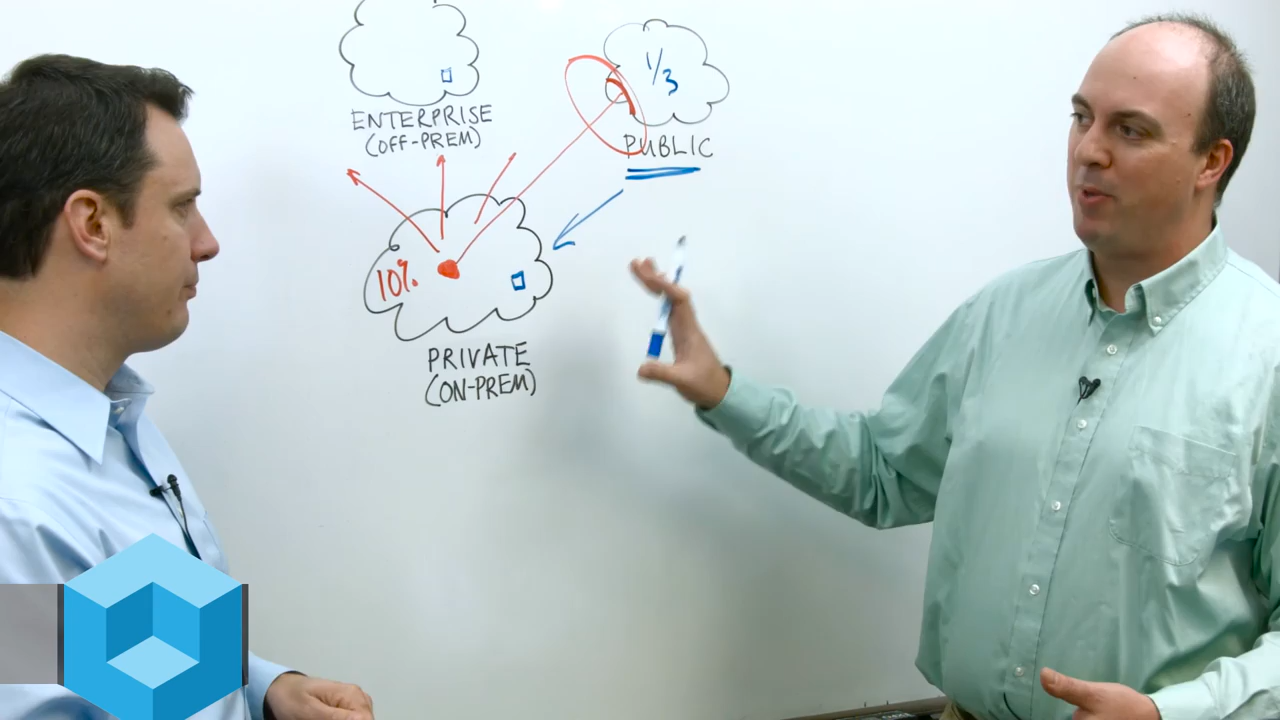 ENTERPRISE
(OFF-PREM)
1/3
PUBLIC
10%
PRIVATE
(ON-PREM)